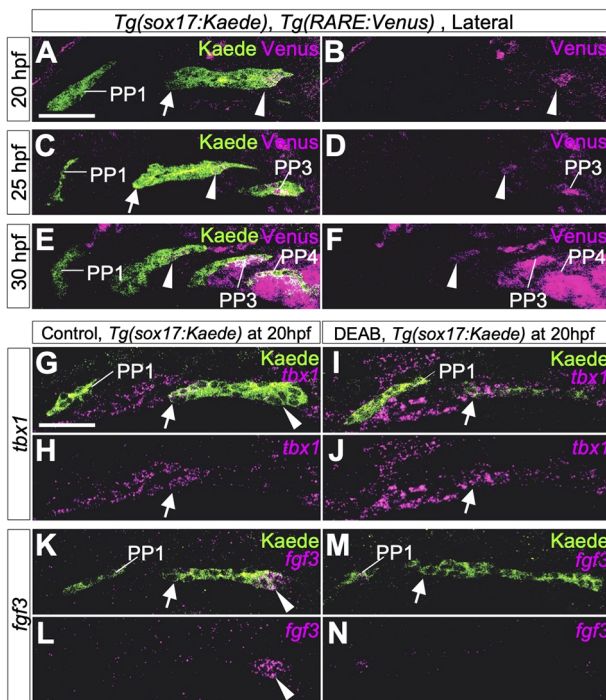 Tg(sox17:Kaede), Tg(RARE:Venus) , Lateral
20 hpf
A
Kaede Venus
PP1
B
Venus
25 hpf
C
Kaede Venus
PP1
PP3
D
Venus
PP3
30 hpf
E
Kaede Venus
PP1
PP4
PP3
F
Venus
PP4
PP3
Control, Tg(sox17:Kaede) at 20hpf
DEAB, Tg(sox17:Kaede) at 20hpf
tbx1
G
Kaede
tbx1
PP1
I
Kaede
tbx1
PP1
H
tbx1
J
tbx1
fgf3
K
Kaede
fgf3
PP1
M
Kaede
fgf3
PP1
L
fgf3
N
fgf3